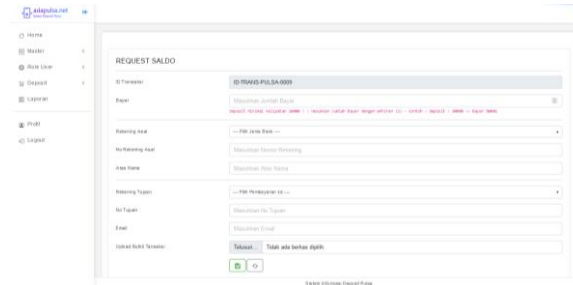 adapulsa.net
Home
Master
Role User
Deposit
Laporan
Profil
Logout
REQUEST SALDO
ID Transaksi
ID-TRANS-PULSA-0009
Bayar
Masukkan Jumlah Bayar
Rekening Asal
--- Pilih Jenis Bank ---
No Rekening Asal
Masukkan Nomor Rekening
Atas Nama
Masukkan Atas Nama
Rekening Tujuan
--- Pilih Pembayaran ke ---
No Tujuan
Masukkan No Tujuan
Email
Masukkan Email
Upload Bukti Transaksi
Telusuri... Tidak ada berkas dipilih.
Sistem Informasi Deposit Pulsa